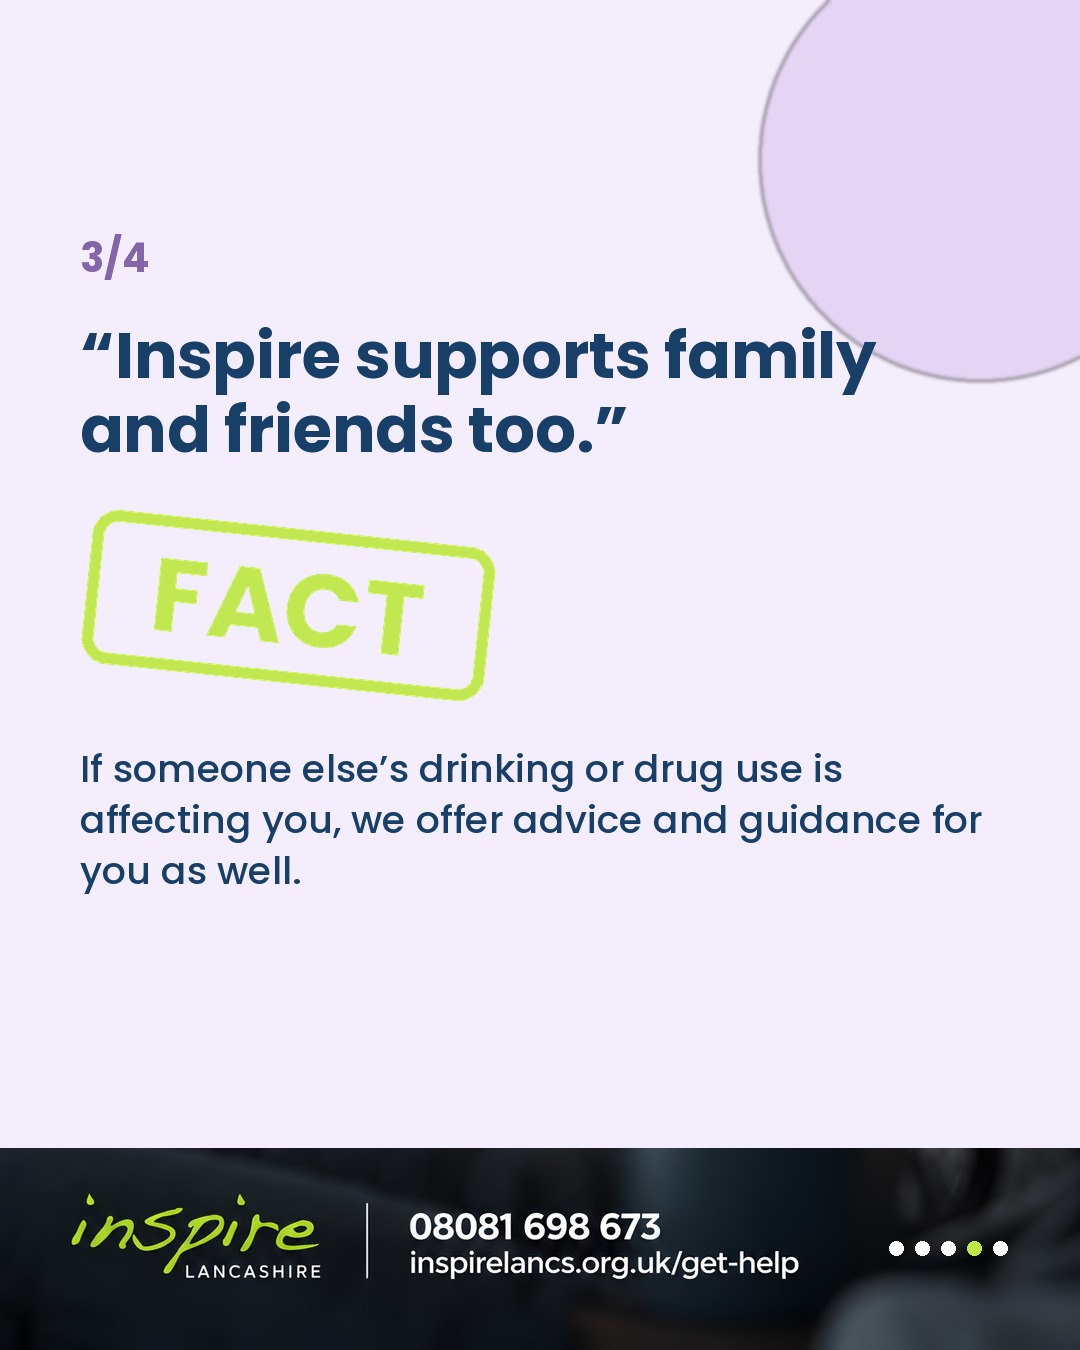 3/4
“Inspire supports family
and friends too.”
FACT
If someone else’s drinking or drug use is
affecting you, we offer advice and guidance for
you as well.
inspire
LANCASHIRE
08081 698 673
inspirelancs.org.uk/get-help